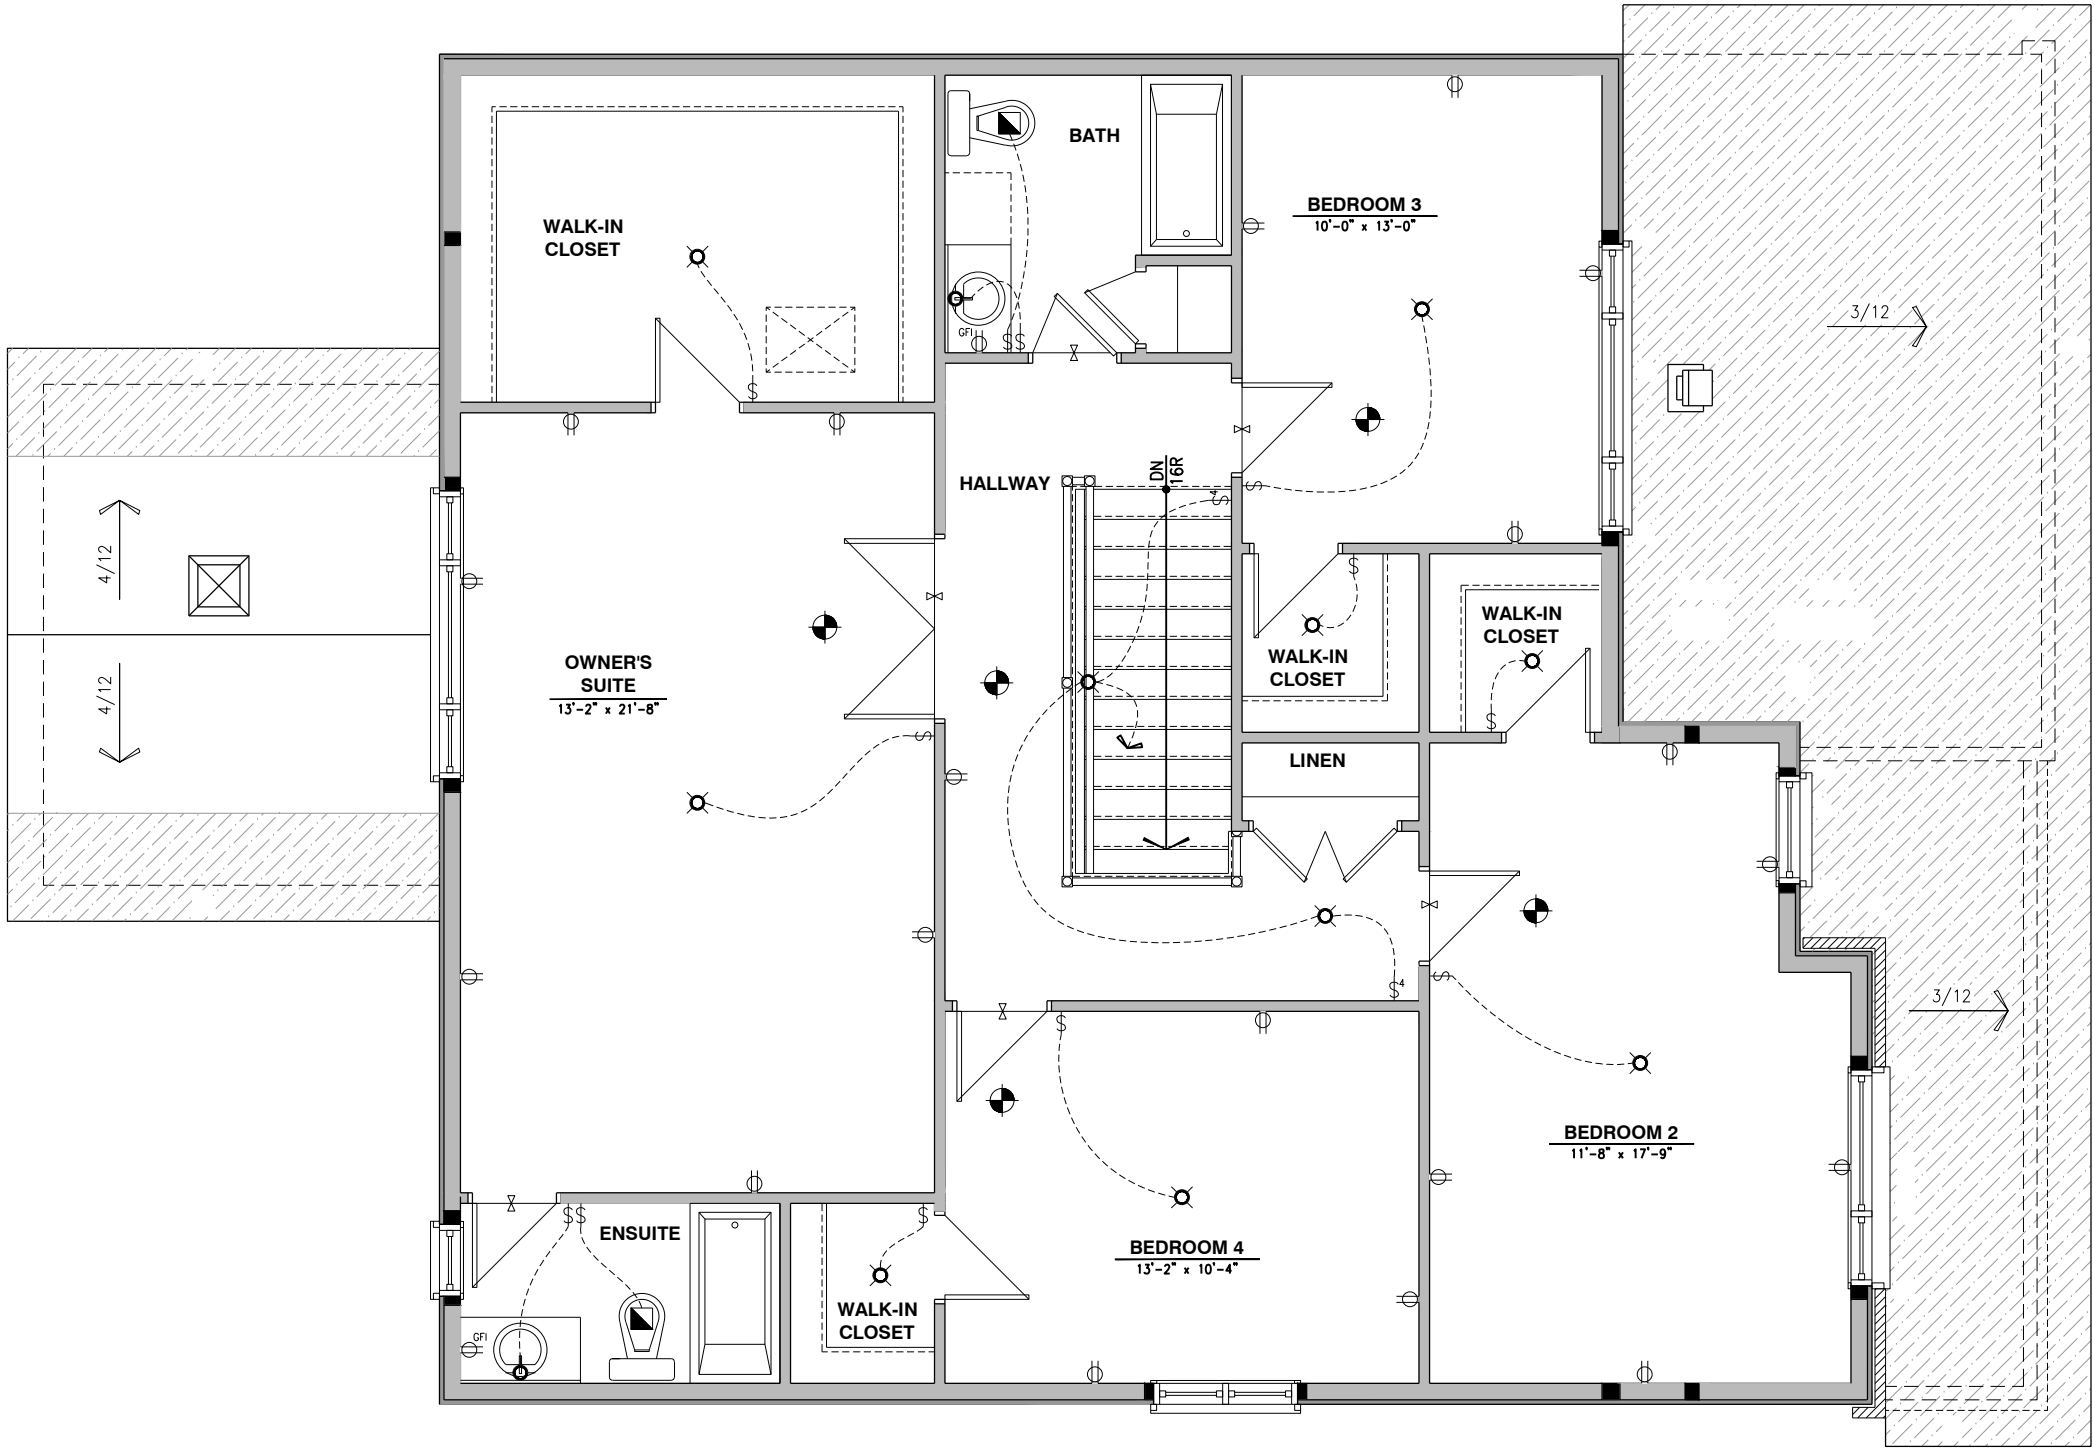 BATH
BEDROOM 3
10'-0" x 13'-0"
WALK-IN
CLOSET
3/12
GFI
$$
$
HALLWAY
DN
16R
$4
$
4/12
4/12
$
WALK-IN
CLOSET
WALK-IN
CLOSET
OWNER'S
SUITE
13'-2" x 21'-8"
$
$
LINEN
$
$4
3/12
$
BEDROOM 2
11'-8" x 17'-9"
$$
ENSUITE
$
BEDROOM 4
13'-2" x 10'-4"
WALK-IN
CLOSET
GFI